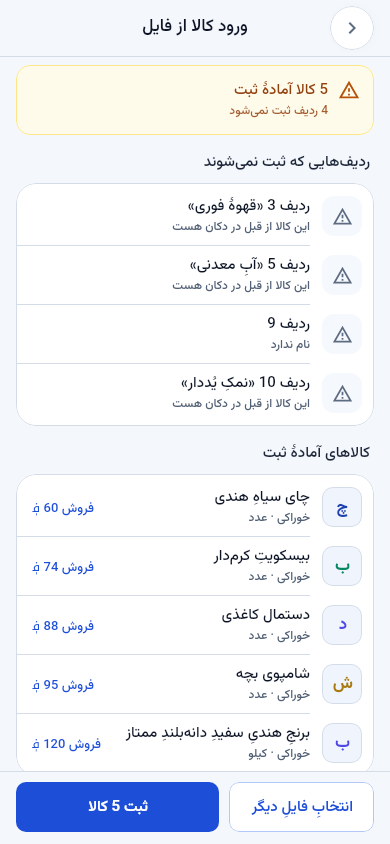 ورود کالا از فایل
5 کالا آمادهٔ ثبت
4 ردیف ثبت نمی‌شود
ردیف‌هایی که ثبت نمی‌شوند
ردیف 3 «قهوهٔ فوری»
این کالا از قبل در دکان هست
ردیف 5 «آبِ معدنی»
این کالا از قبل در دکان هست
ردیف 9
نام ندارد
ردیف 10 «نمکِ یُددار»
این کالا از قبل در دکان هست
کالاهای آمادهٔ ثبت
چ
چای سیاهِ هندی
خوراکی · عدد
فروش 60 ؋
ب
بیسکویتِ کرم‌دار
خوراکی · عدد
فروش 74 ؋
د
دستمال کاغذی
خوراکی · عدد
فروش 88 ؋
ش
شامپوی بچه
خوراکی · عدد
فروش 95 ؋
ب
برنجِ هندیِ سفیدِ دانه‌بلندِ ممتاز
خوراکی · کیلو
فروش 120 ؋
انتخابِ فایلِ دیگر
ثبت 5 کالا